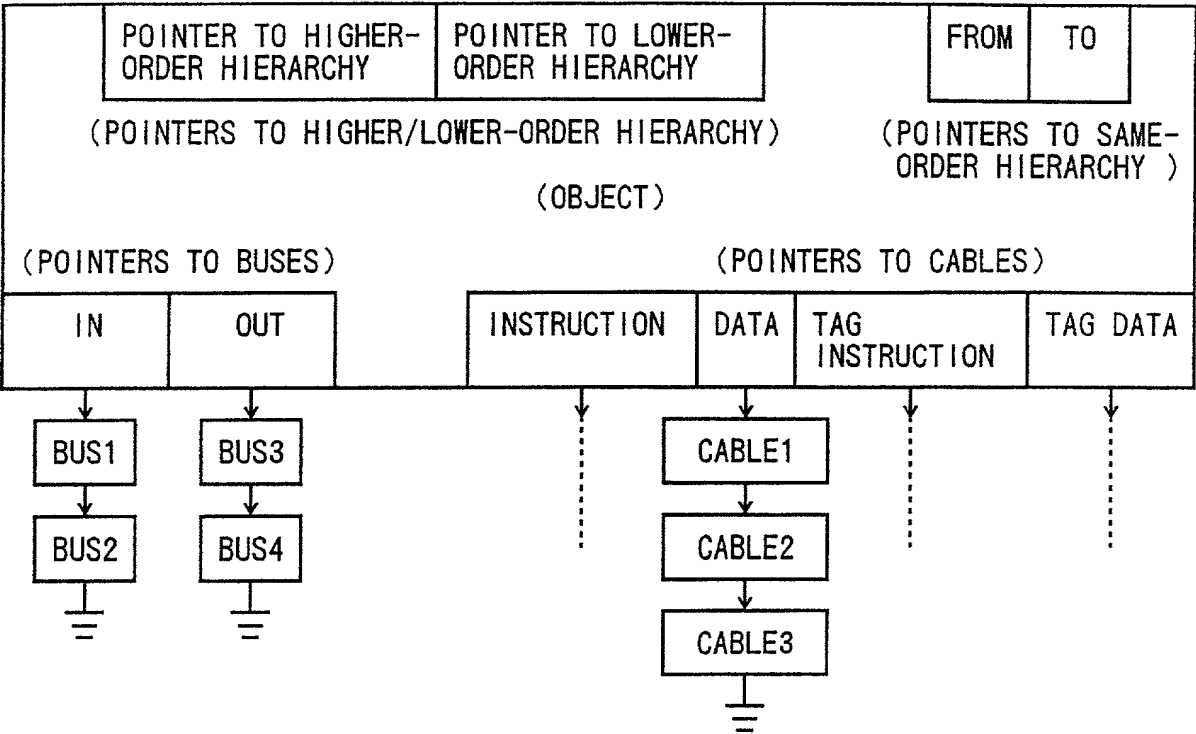 POINTER TO HIGHER-
ORDER HIERARCHY
POINTER TO LOWER-
ORDER HIERARCHY
FROM
TO
(POINTERS TO HIGHER/LOWER-ORDER HIERARCHY)
(POINTERS TO SAME-
ORDER HIERARCHY )
(OBJECT)
(POINTERS TO BUSES)
(POINTERS TO CABLES)
IN
OUT
INSTRUCTION
DATA
TAG
INSTRUCTION
TAG DATA
BUS1
BUS3
CABLE1
BUS2
BUS4
CABLE2
CABLE3